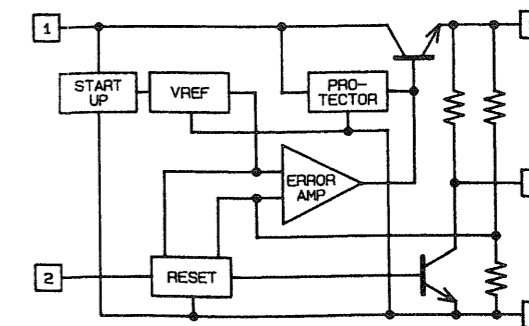 1
START
UP
VREF
PRO-
TECTOR
ERROR
AMP
2
RESET